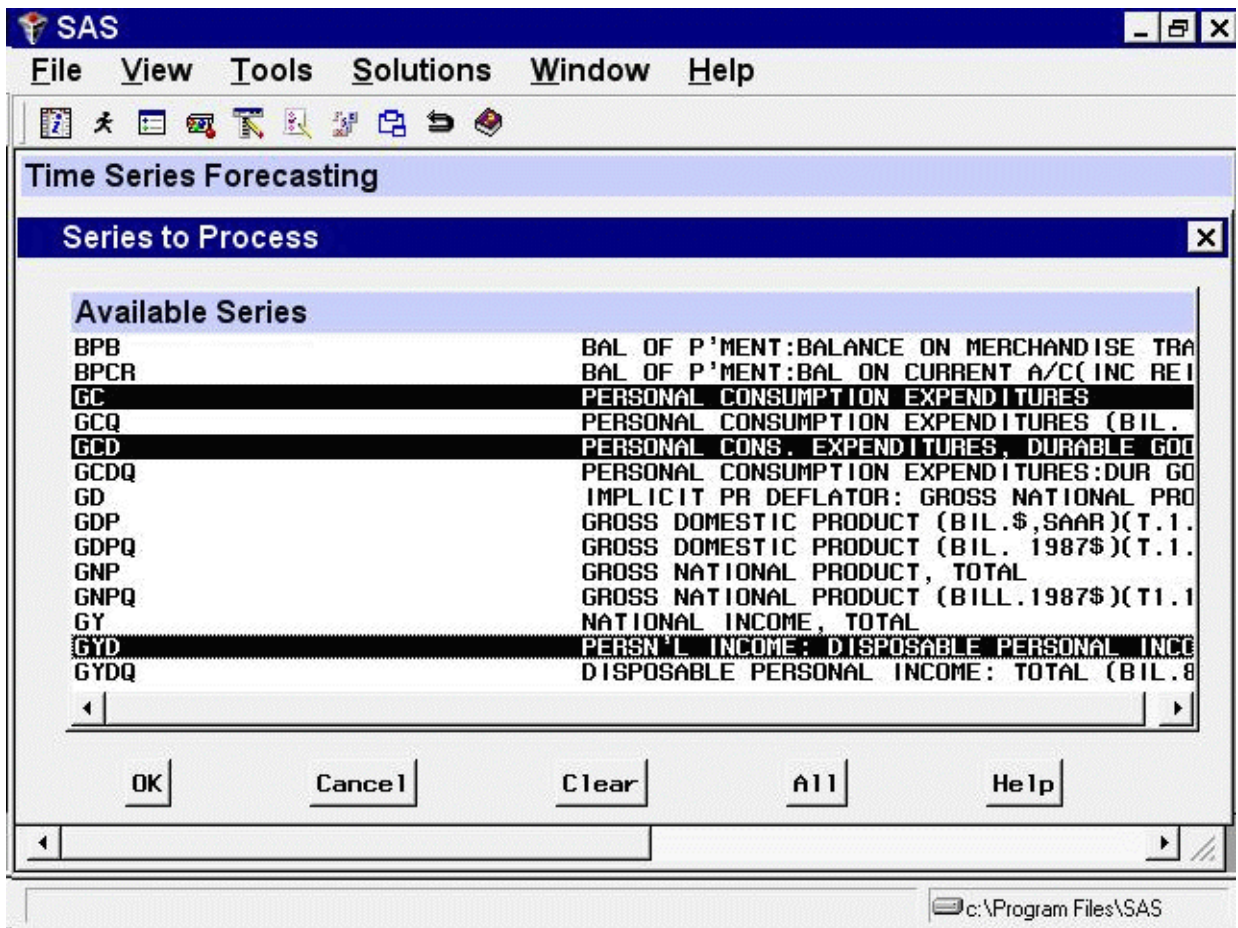 SAS
File View Tools Solutions Window Help
Time Series Forecasting
Series to Process
Available Series
BPB BAL OF P'MENT:BALANCE ON MERCHANDISE TRA
BPCR BAL OF P'MENT:BAL ON CURRENT A/C(INC REI
GC PERSONAL CONSUMPTION EXPENDITURES
GCQ PERSONAL CONSUMPTION EXPENDITURES (BIL.
GCD PERSONAL CONS. EXPENDITURES, DURABLE GOO
GCDQ PERSONAL CONSUMPTION EXPENDITURES:DUR GO
GD IMPLICIT PR DEFLATOR: GROSS NATIONAL PRO
GDP GROSS DOMESTIC PRODUCT (BIL.$,SAAR)(T.1.
GDPQ GROSS DOMESTIC PRODUCT (BIL. 1987$)(T.1.
GNP GROSS NATIONAL PRODUCT, TOTAL
GNPQ GROSS NATIONAL PRODUCT (BILL.1987$)(T1.1
GY NATIONAL INCOME, TOTAL
GYD PERSN'L INCOME: DISPOSABLE PERSONAL INCO
GYDQ DISPOSABLE PERSONAL INCOME: TOTAL (BIL.8
OK Cancel Clear All Help
c:\Program Files\SAS